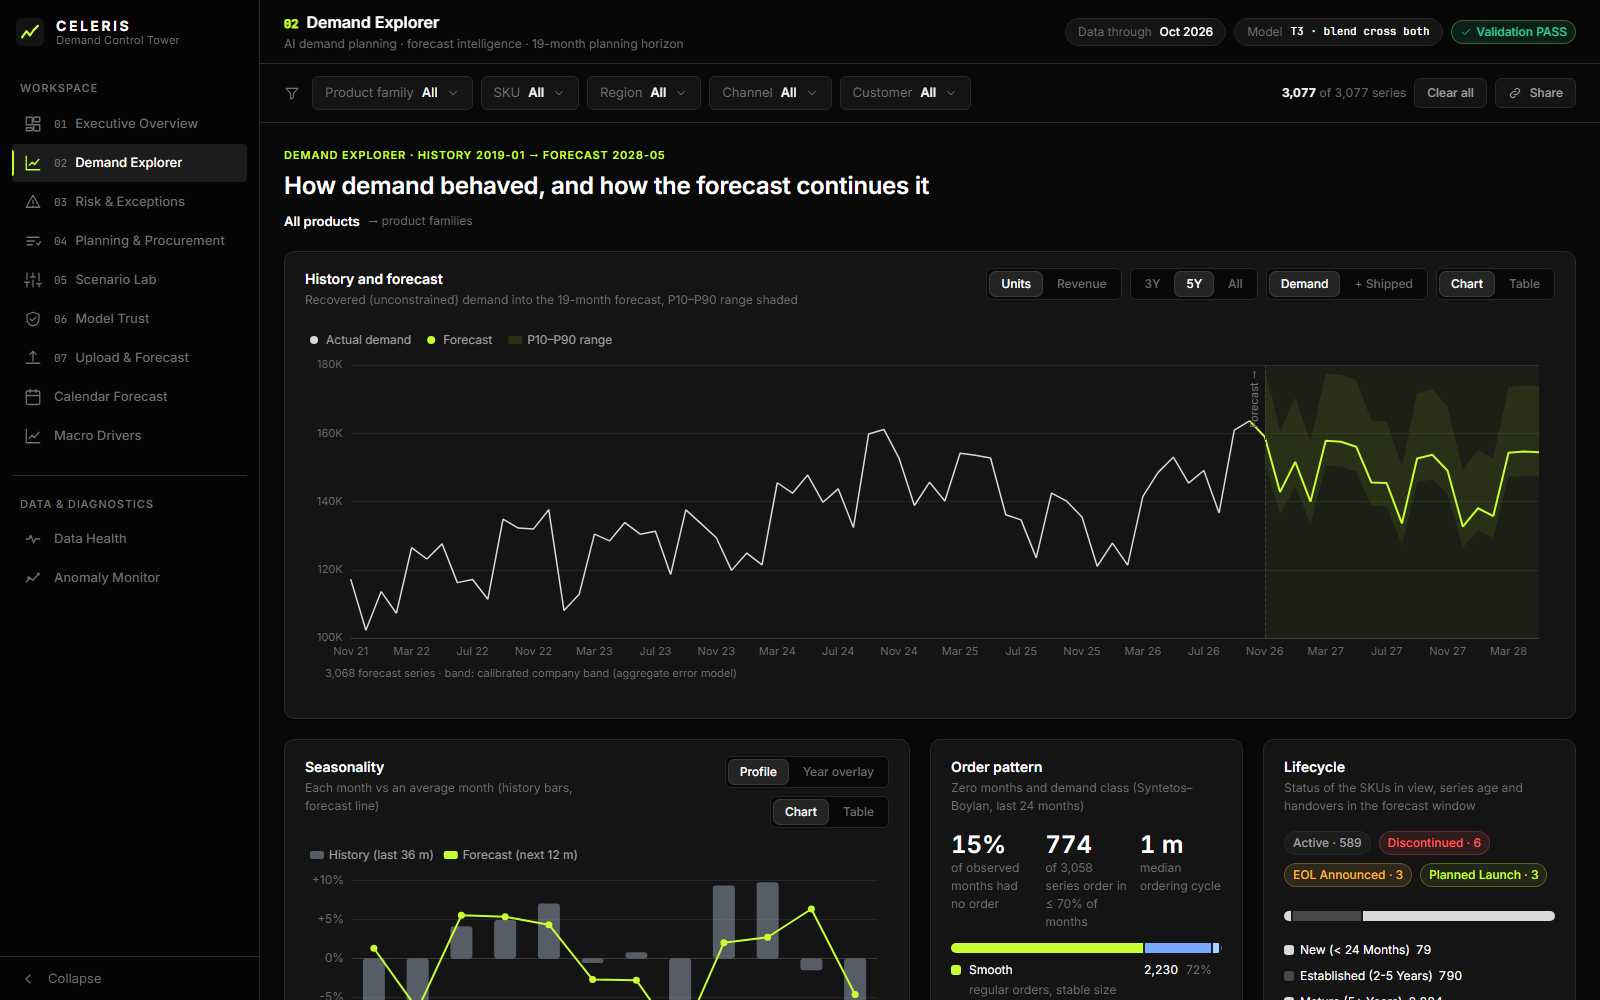 CELERIS
Demand Control Tower
WORKSPACE
01 Executive Overview
02 Demand Explorer
03 Risk & Exceptions
04 Planning & Procurement
05 Scenario Lab
06 Model Trust
07 Upload & Forecast
Calendar Forecast
Macro Drivers
DATA & DIAGNOSTICS
Data Health
Anomaly Monitor
Collapse
02 Demand Explorer
AI demand planning · forecast intelligence · 19-month planning horizon
Data through Oct 2026
Model T3 · blend cross both
Validation PASS
Product family All
SKU All
Region All
Channel All
Customer All
3,077 of 3,077 series
Clear all
Share
DEMAND EXPLORER · HISTORY 2019-01 → FORECAST 2028-05
How demand behaved, and how the forecast continues it
All products → product families
History and forecast
Recovered (unconstrained) demand into the 19-month forecast, P10–P90 range shaded
Units Revenue
3Y 5Y All
Demand + Shipped
Chart Table
Actual demand Forecast P10–P90 range
180K
160K
140K
120K
100K
Forecast →
Nov 21 Mar 22 Jul 22 Nov 22 Mar 23 Jul 23 Nov 23 Mar 24 Jul 24 Nov 24 Mar 25 Jul 25 Nov 25 Mar 26 Jul 26 Nov 26 Mar 27 Jul 27 Nov 27 Mar 28
3,068 forecast series · band: calibrated company band (aggregate error model)
Seasonality
Each month vs an average month (history bars,
forecast line)
Profile Year overlay
Chart Table
History (last 36 m) Forecast (next 12 m)
+10%
+5%
0%
-5%
Order pattern
Zero months and demand class (Syntetos–
Boylan, last 24 months)
15%
of observed
months had
no order
774
of 3,058
series order in
≤ 70% of
months
1 m
median
ordering cycle
Smooth 2,230 72%
regular orders, stable size
Lifecycle
Status of the SKUs in view, series age and
handovers in the forecast window
Active · 589
Discontinued · 6
EOL Announced · 3
Planned Launch · 3
New (< 24 Months) 79
Established (2-5 Years) 790